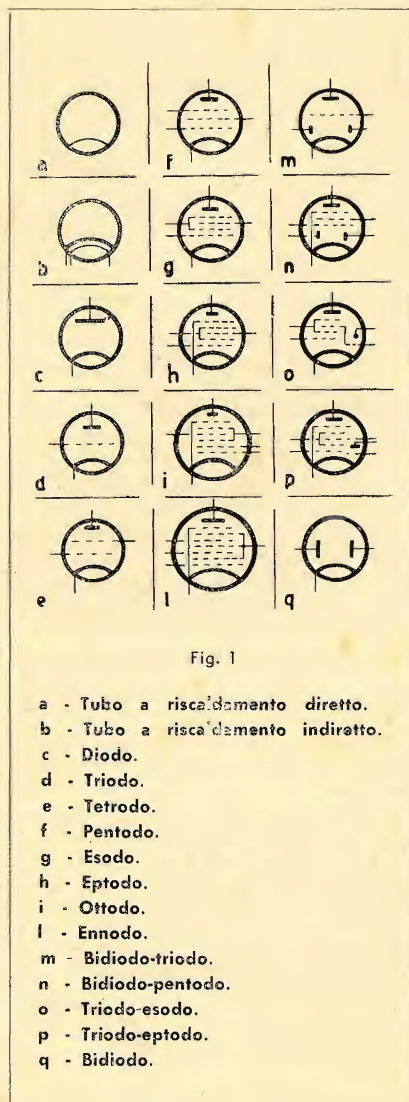 a f m
b g n
c h o
d i p
e l q
Fig. 1
a - Tubo a riscaldamento diretto.
b - Tubo a riscaldamento indiretto.
c - Diodo.
d - Triodo.
e - Tetrodo.
f - Pentodo.
g - Esodo.
h - Eptodo.
i - Ottodo.
l - Ennodo.
m - Bidiodo-triodo.
n - Bidiodo-pentodo.
o - Triodo-esodo.
p - Triodo-eptodo.
q - Bidiodo.